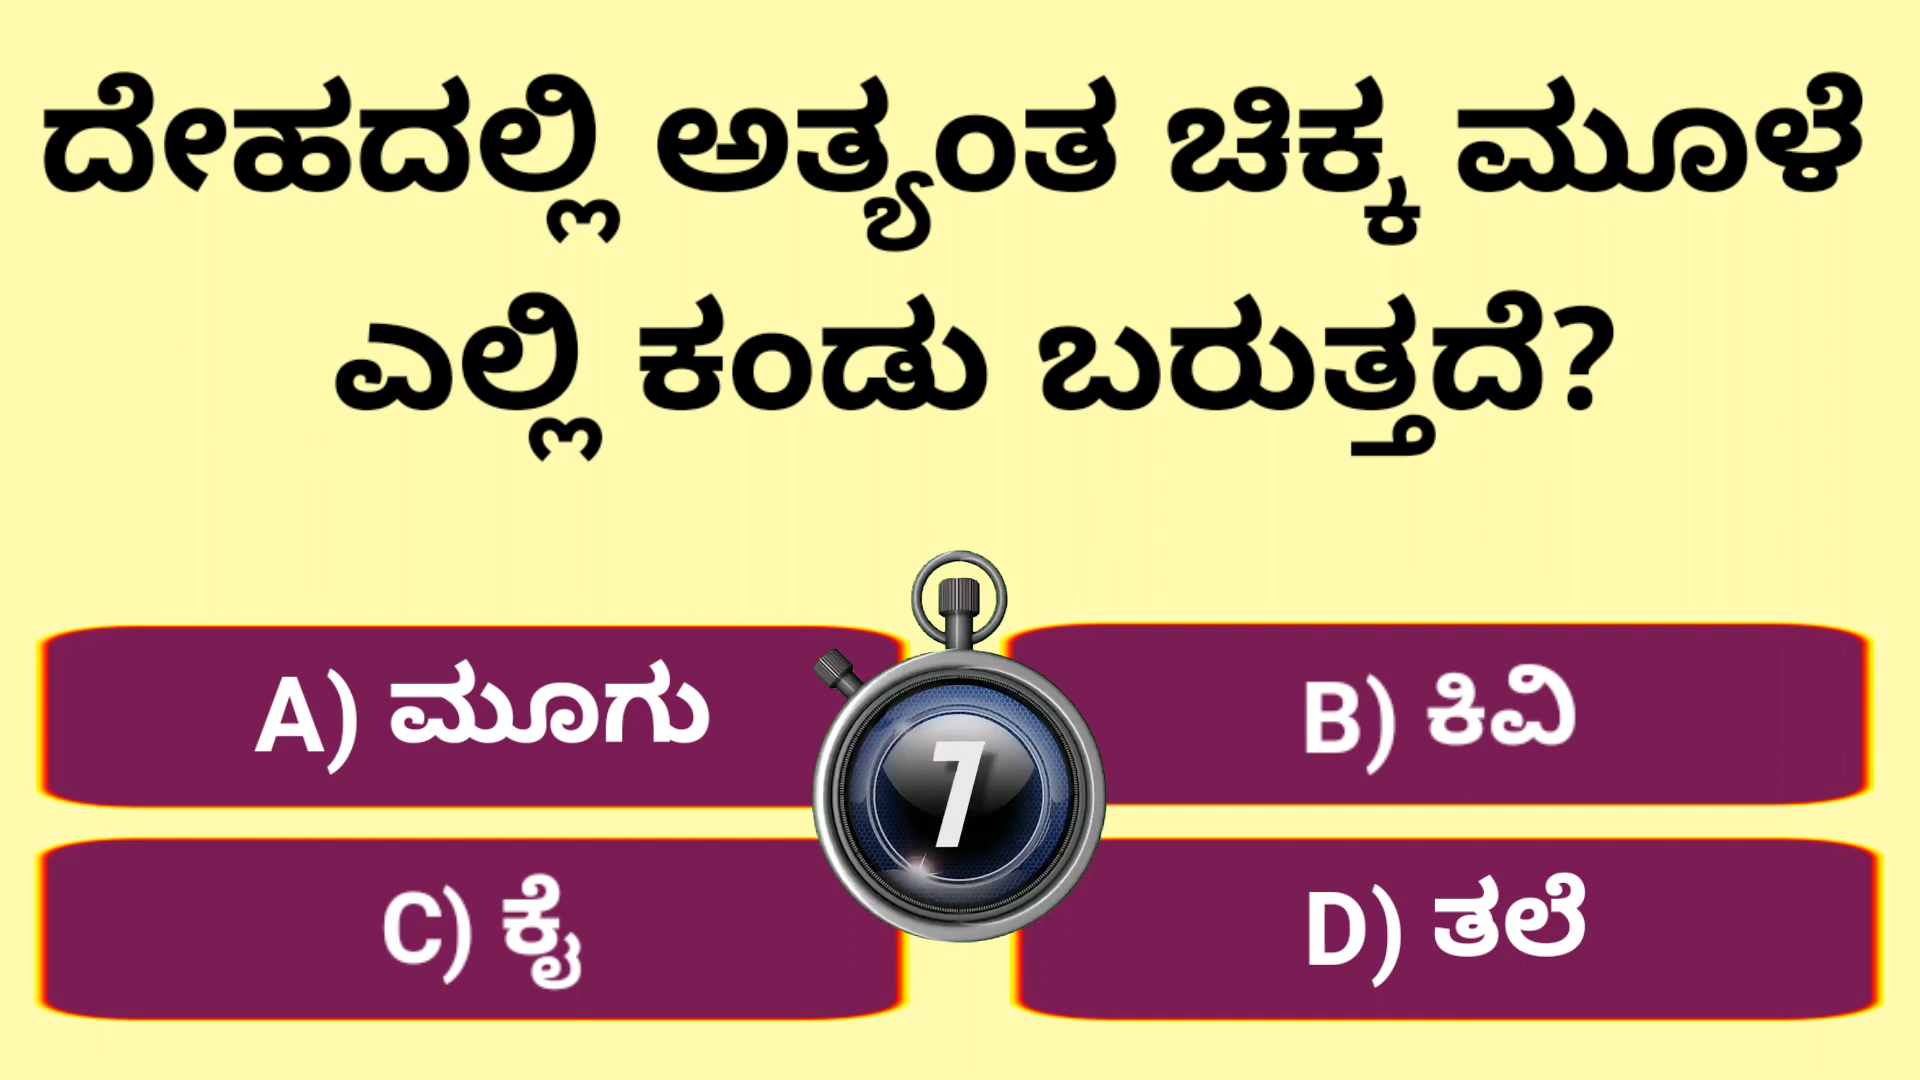 ದೇಹದಲ್ಲಿ ಅತ್ಯಂತ ಚಿಕ್ಕ ಮೂಳೆ
ಎಲ್ಲಿ ಕಂಡು ಬರುತ್ತದೆ?
A) ಮೂಗು
B) ಕಿವಿ
7
C) ಕೈ
D) ತಲೆ